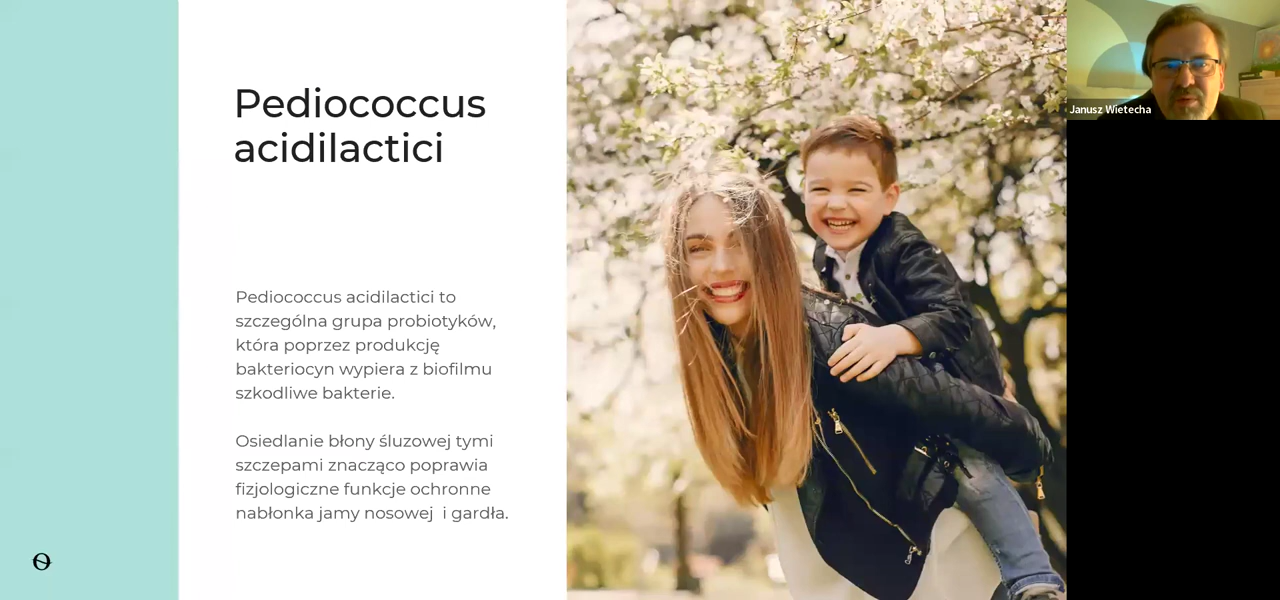 Pediococcus
acidilactici
Pediococcus acidilactici to
szczególna grupa probiotyków,
która poprzez produkcję
bakteriocyn wypiera z biofilmu
szkodliwe bakterie.
Osiedlanie błony śluzowej tymi
szczepami znacząco poprawia
fizjologiczne funkcje ochronne
nabłonka jamy nosowej  i gardła.
Janusz Wietecha